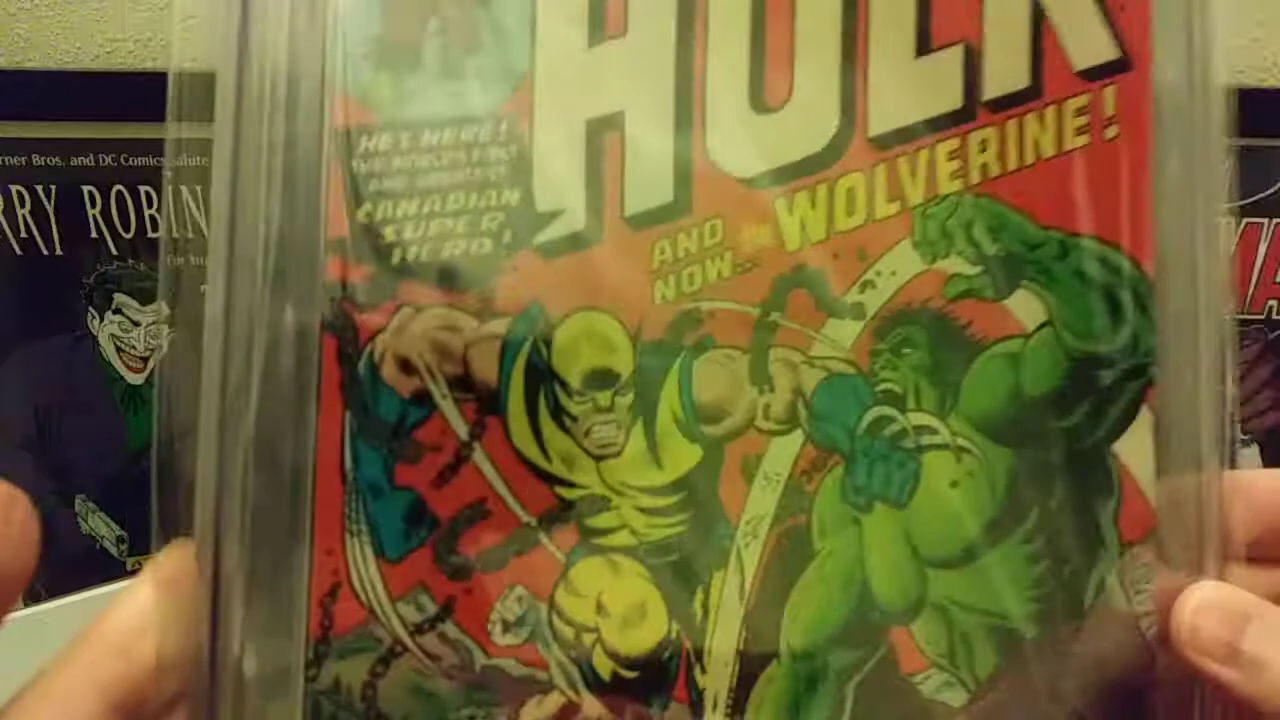 rner Bros. and DC Comics salute
RRY ROBIN
HULK
HEY HERE!
THE WORLD'S FIRST
AND GREATEST
CANADIAN
SUPER
HERO!
AND
NOW...
WOLVERINE!